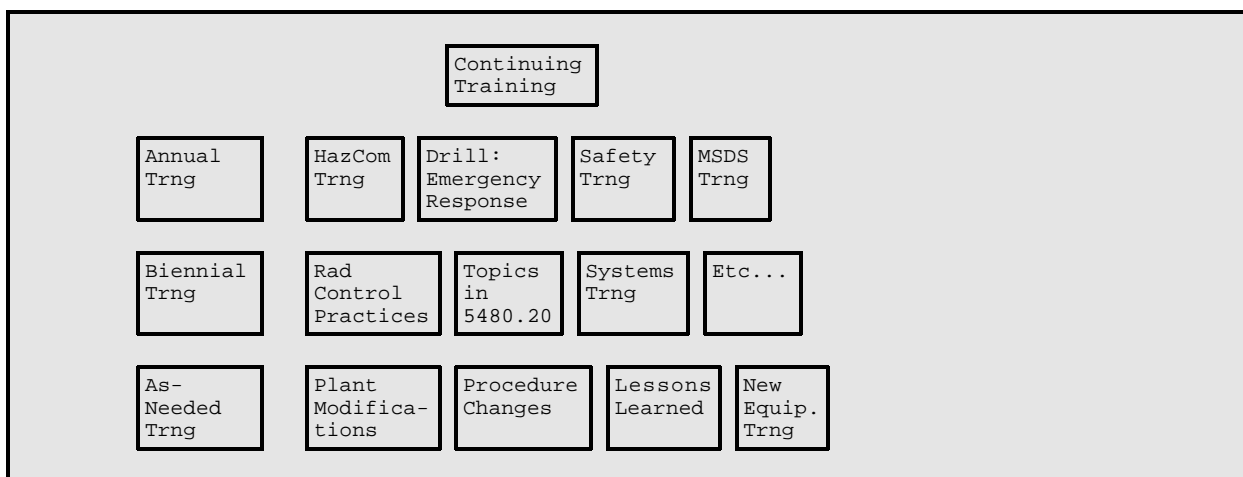 Continuing
Training
Annual
Trng
HazCom
Trng
Drill:
Emergency
Response
Safety
Trng
MSDS
Trng
Biennial
Trng
Rad
Control
Practices
Topics
in
5480.20
Systems
Trng
Etc...
As-
Needed
Trng
Plant
Modifica-
tions
Procedure
Changes
Lessons
Learned
New
Equip.
Trng